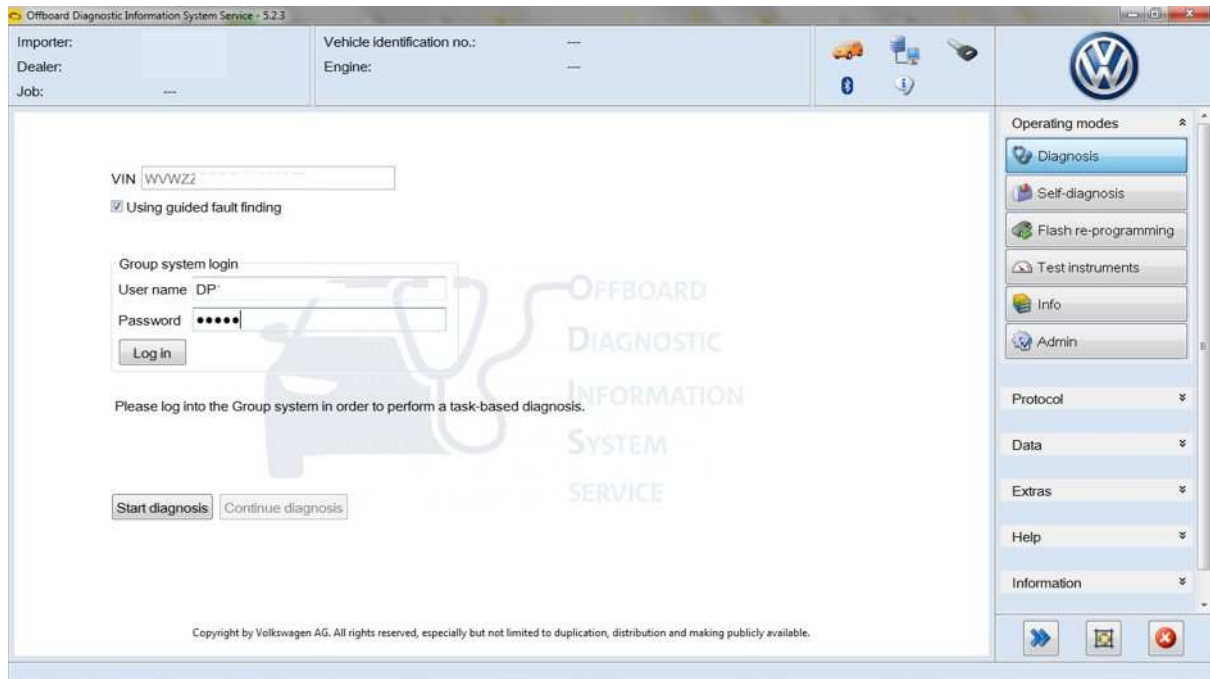 Offboard Diagnostic Information System Service - 5.2.3
Importer:
Dealer:
Job: ---
Vehicle identification no.: ---
Engine: ---
VIN WVWZ2
Using guided fault finding
Group system login
User name DP
Password •••••
Log in
Please log into the Group system in order to perform a task-based diagnosis.
Start diagnosis Continue diagnosis
OFFBOARD
DIAGNOSTIC
INFORMATION
SYSTEM
SERVICE
Copyright by Volkswagen AG. All rights reserved, especially but not limited to duplication, distribution and making publicly available.
Operating modes
Diagnosis
Self-diagnosis
Flash re-programming
Test instruments
Info
Admin
Protocol
Data
Extras
Help
Information